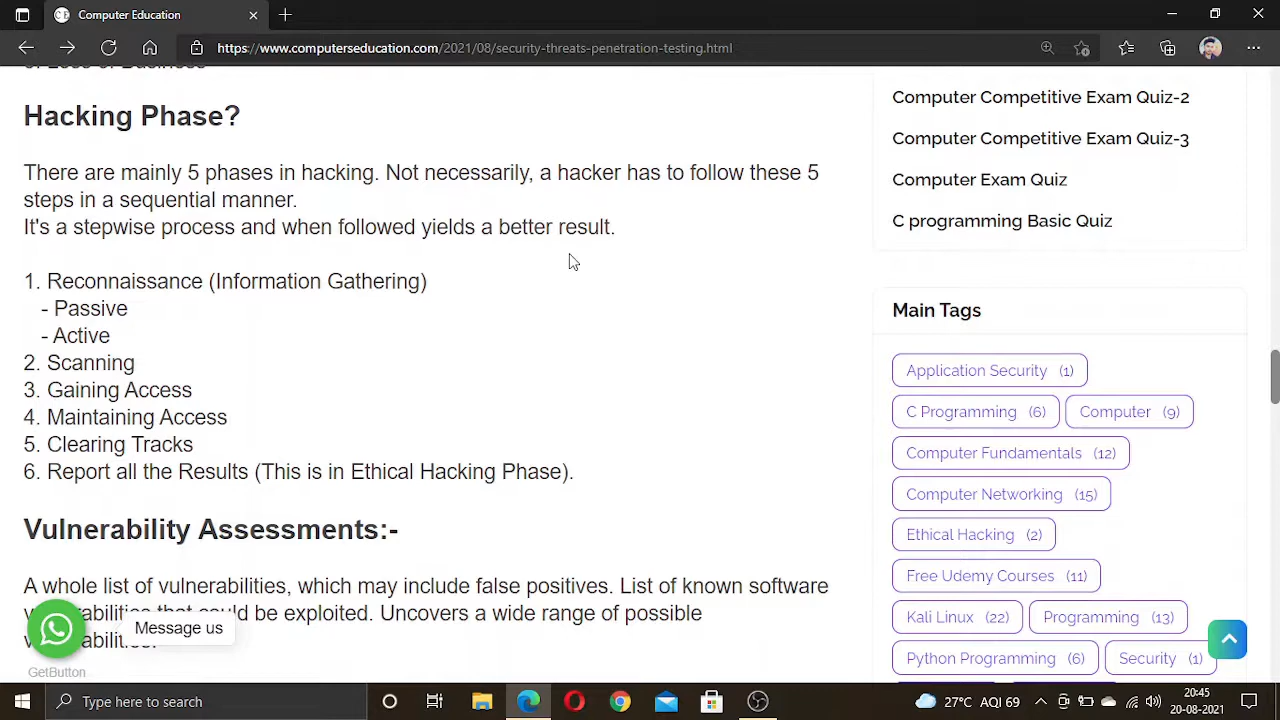 Computer Education
https://www.computerseducation.com/2021/08/security-threats-penetration-testing.html
Hacking Phase?
There are mainly 5 phases in hacking. Not necessarily, a hacker has to follow these 5
steps in a sequential manner.
It's a stepwise process and when followed yields a better result.
1. Reconnaissance (Information Gathering)
- Passive
- Active
2. Scanning
3. Gaining Access
4. Maintaining Access
5. Clearing Tracks
6. Report all the Results (This is in Ethical Hacking Phase).
Vulnerability Assessments:-
A whole list of vulnerabilities, which may include false positives. List of known software
be exploited. Uncovers a wide range of possible
Message us
GetButton
Computer Competitive Exam Quiz-2
Computer Competitive Exam Quiz-3
Computer Exam Quiz
C programming Basic Quiz
Main Tags
Application Security (1)
C Programming (6) Computer (9)
Computer Fundamentals (12)
Computer Networking (15)
Ethical Hacking (2)
Free Udemy Courses (11)
Kali Linux (22) Programming (13)
Python Programming (6) Security (1)
Type here to search
27°C AQI 69
20:45
20-08-2021